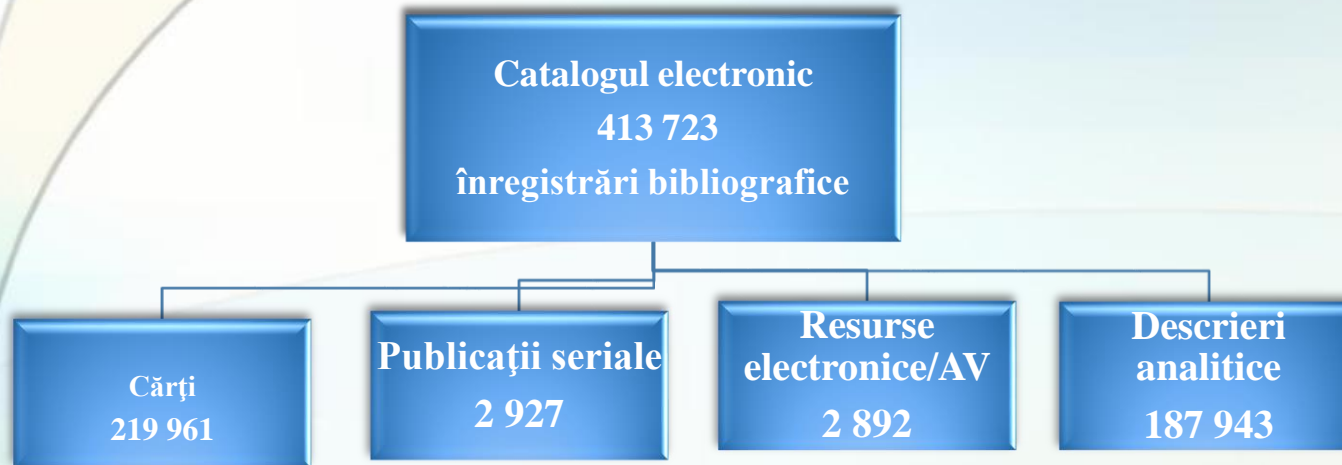 Catalogul electronic
413 723
înregistrări bibliografice
Cărţi
219 961
Publicaţii seriale
2 927
Resurse
electronice/AV
2 892
Descrieri
analitice
187 943